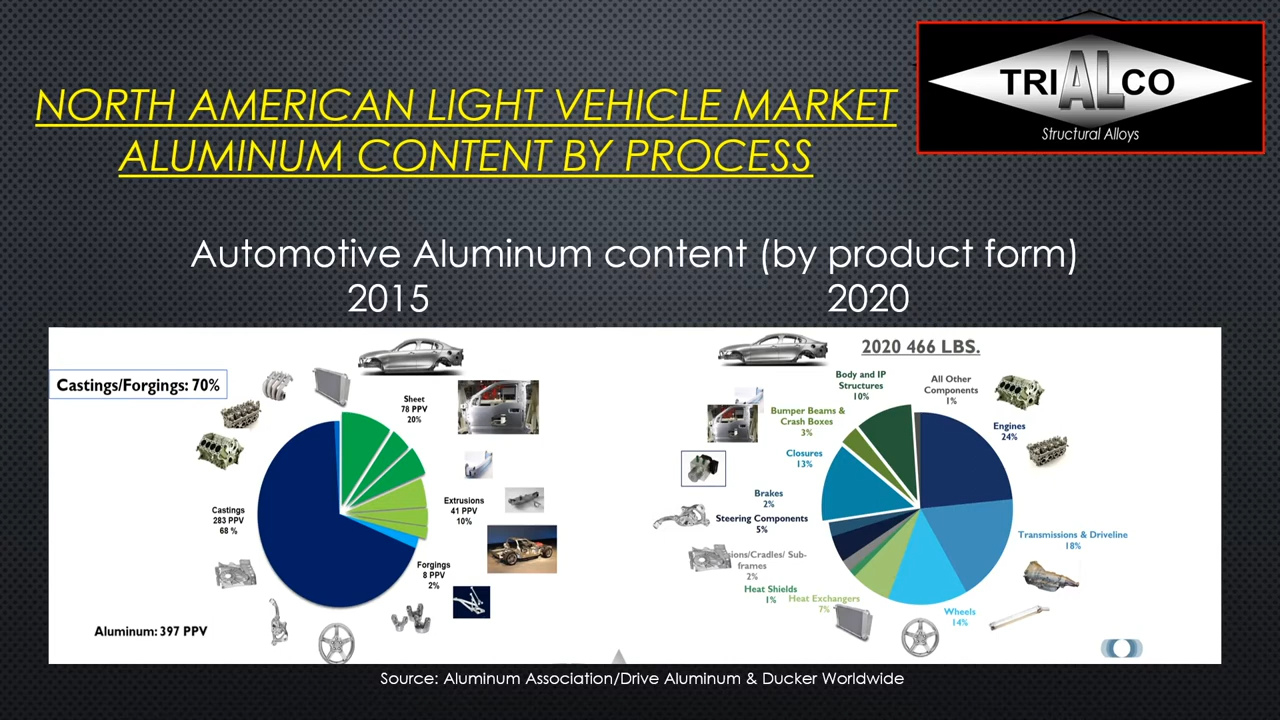 NORTH AMERICAN LIGHT VEHICLE MARKET
ALUMINUM CONTENT BY PROCESS
TRIALCO
Structural Alloys
Automotive Aluminum content (by product form)
2015
2020
Castings/Forgings: 70%
Sheet
78 PPV
20%
Extrusions
41 PPV
10%
Castings
283 PPV
68 %
Forgings
8 PPV
2%
Aluminum: 397 PPV
2020 466 LBS.
Body and IP
Structures
10%
All Other
Components
1%
Bumper Beams &
Crash Boxes
3%
Engines
24%
Closures
13%
Brakes
2%
Steering Components
5%
Transmissions & Driveline
18%
sions/Cradles/ Sub-
frames
2%
Heat Shields
1%
Heat Exchangers
7%
Wheels
14%
Source: Aluminum Association/Drive Aluminum & Ducker Worldwide